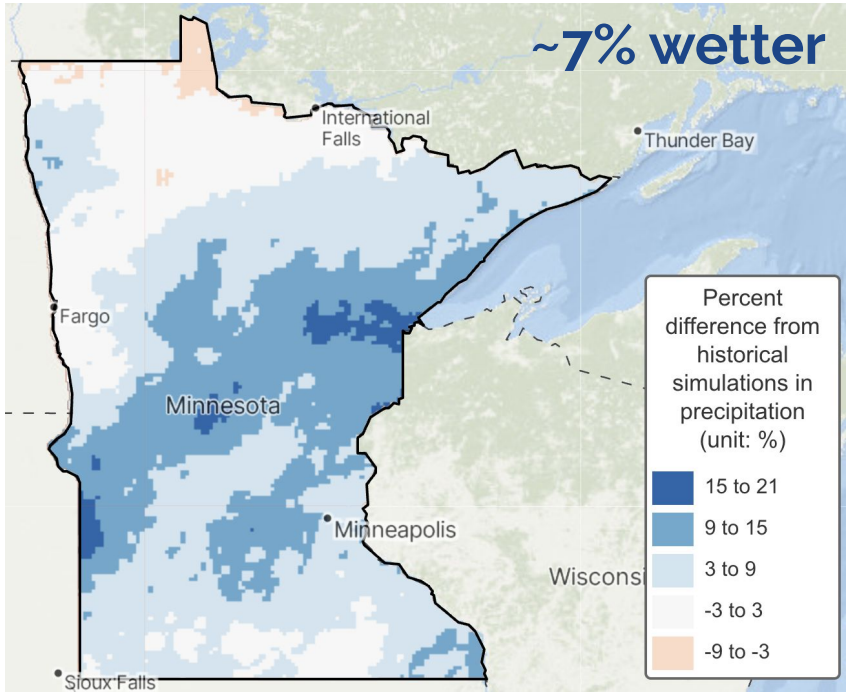 ~7% wetter
International
Falls
Thunder Bay
Fargo
Minnesota
Minneapolis
Wisconsi
Sioux Falls
Percent
difference from
historical
simulations in
precipitation
(unit: %)
15 to 21
9 to 15
3 to 9
-3 to 3
-9 to -3